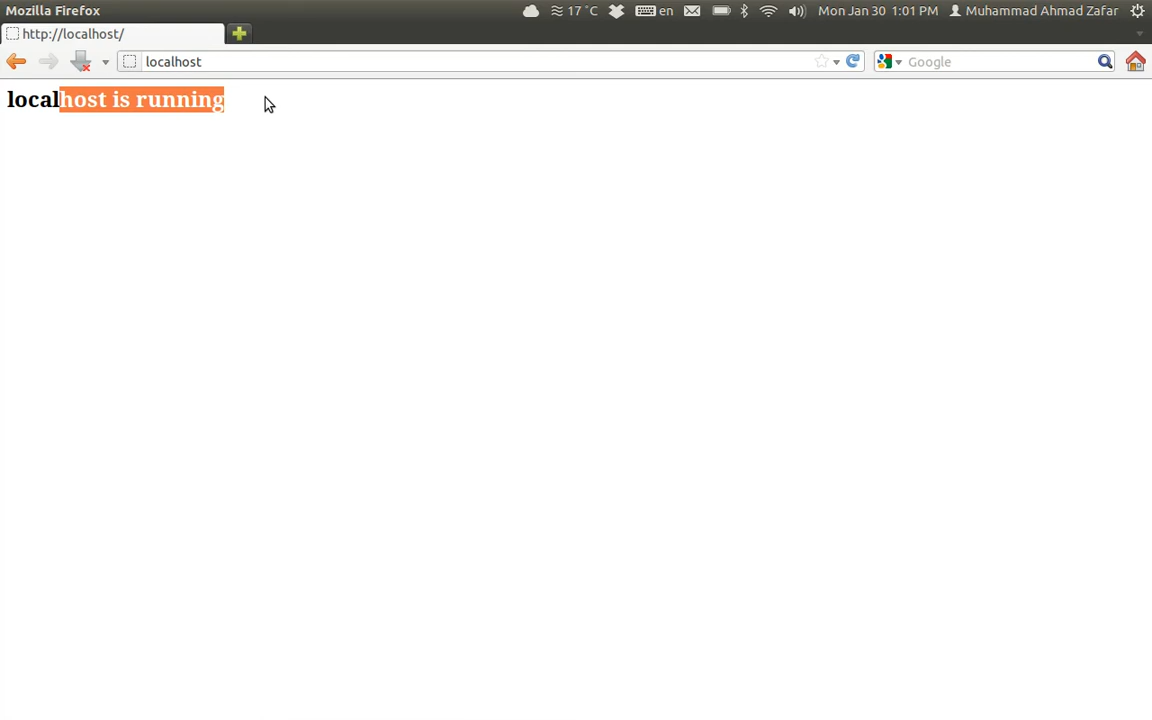 Mozilla Firefox 17 °C en Mon Jan 30 1:01 PM Muhammad Ahmad Zafar
http://localhost/
localhost Google
localhost is running